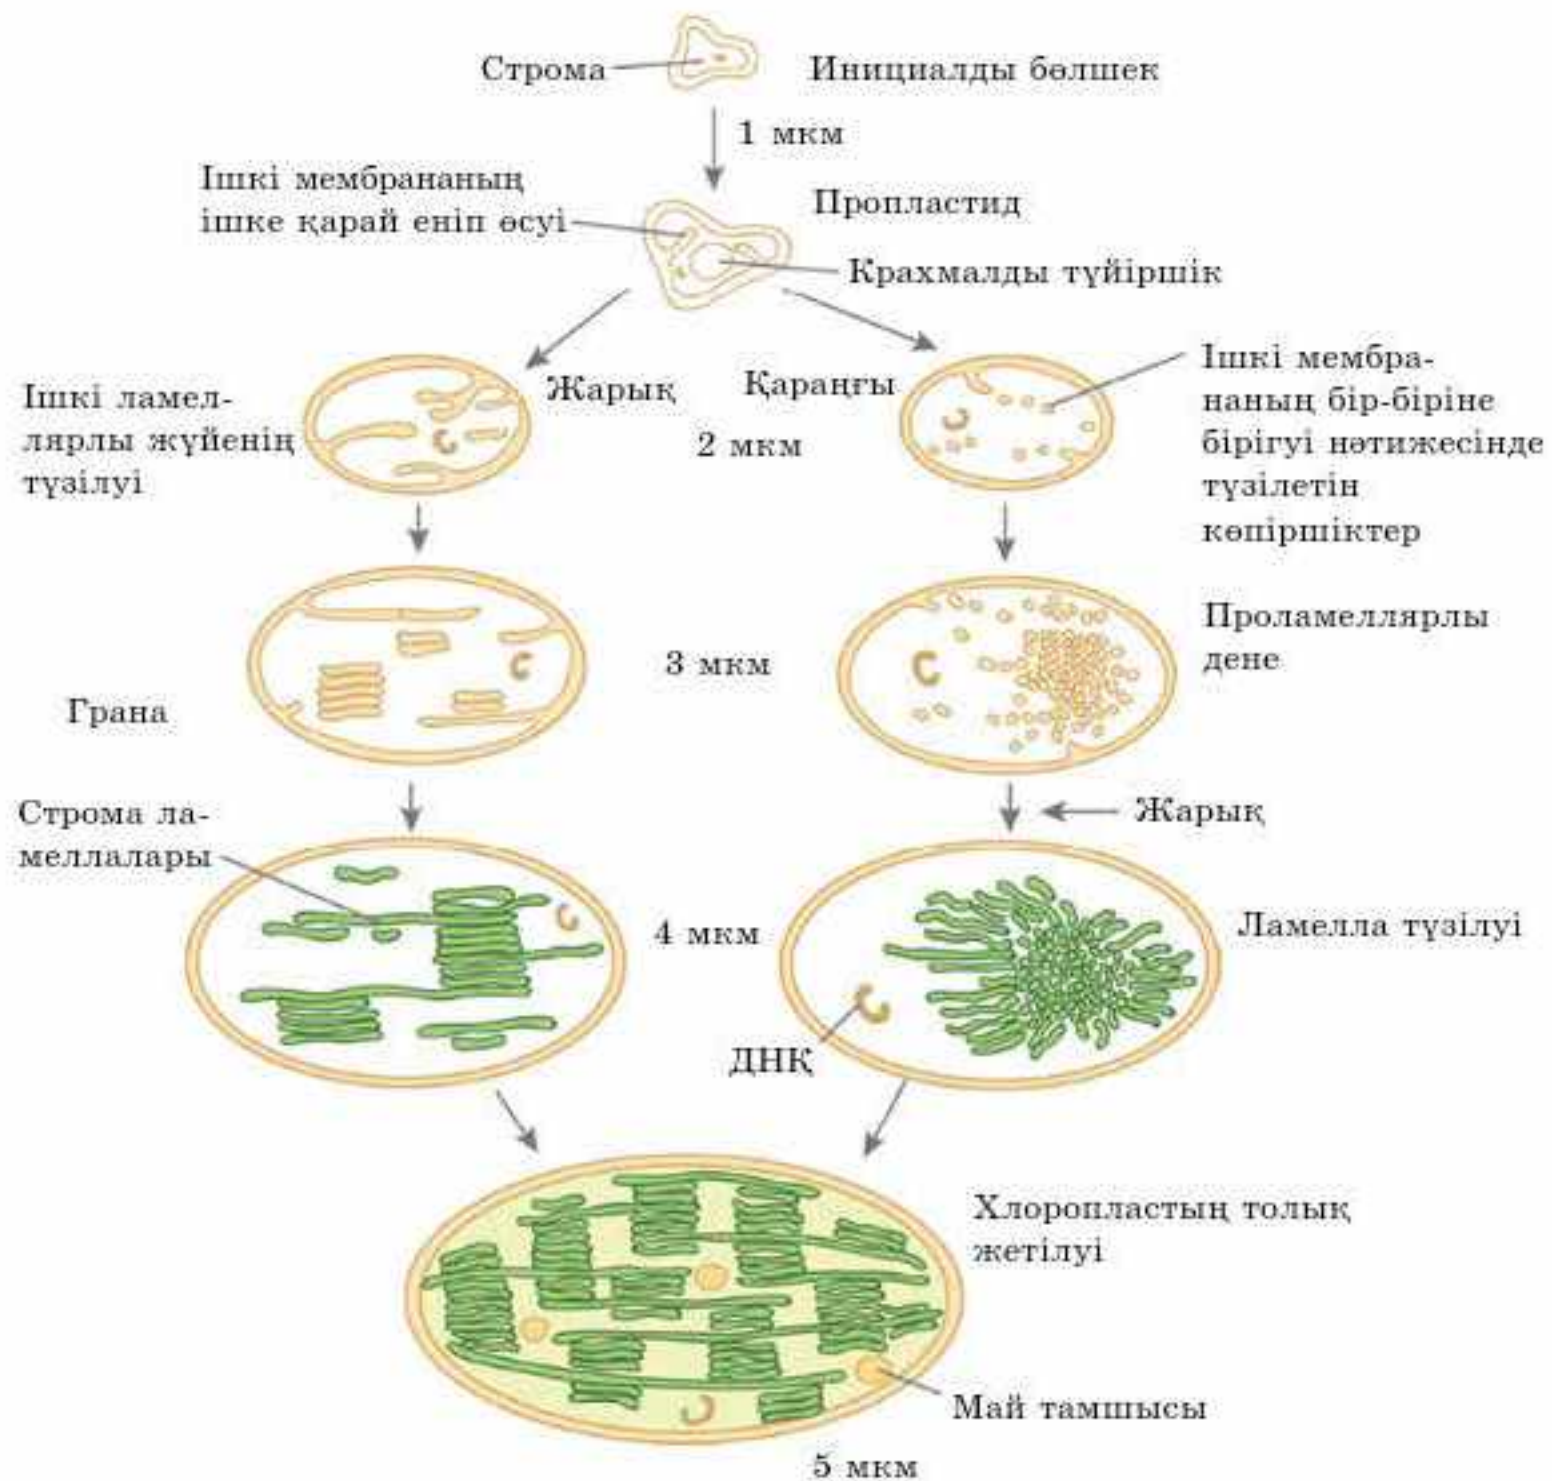 Строма
Инициалды бөлшек
1 мкм
Ішкі мембрананың
ішке қарай еніп өсуі
Пропластид
Крахмалды түйіршік
Ішкі ламел-
лярлы жүйенің
түзілуі
Жарық
Қараңғы
2 мкм
Ішкі мембра-
наның бір-біріне
бірігуі нәтижесінде
түзілетін
көпіршіктер
Грана
3 мкм
Проламеллярлы
дене
Строма ла-
меллалары
Жарық
4 мкм
Ламелла түзілуі
ДНҚ
Хлоропластың толық
жетілуі
Май тамшысы
5 мкм